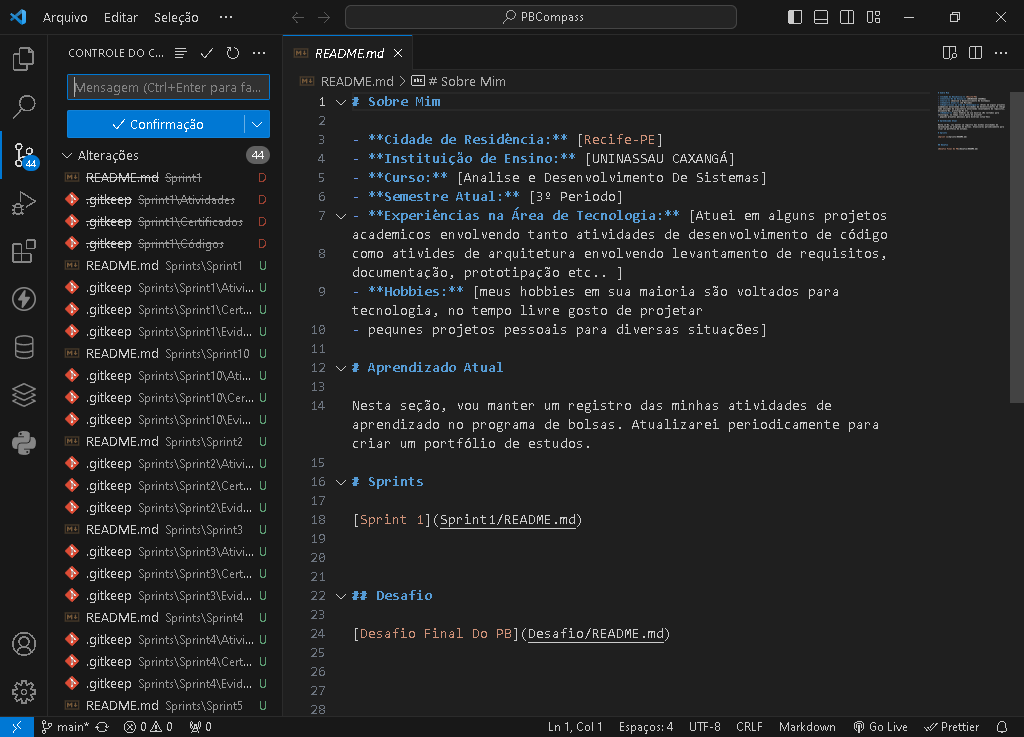 Arquivo Editar Seleção ··· PBCompass
CONTROLE DO C...
Mensagem (Ctrl+Enter para fa...
Confirmação
Alterações 44
44
README.md Sprint1 D
.gitkeep Sprint1\Atividades D
.gitkeep Sprint1\Certificados D
.gitkeep Sprint1\Códigos D
README.md Sprints\Sprint1 U
.gitkeep Sprints\Sprint1\Ativi... U
.gitkeep Sprints\Sprint1\Cert... U
.gitkeep Sprints\Sprint1\Evid... U
README.md Sprints\Sprint10 U
.gitkeep Sprints\Sprint10\Ati... U
.gitkeep Sprints\Sprint10\Cer... U
.gitkeep Sprints\Sprint10\Evi... U
README.md Sprints\Sprint2 U
.gitkeep Sprints\Sprint2\Ativi... U
.gitkeep Sprints\Sprint2\Cert... U
.gitkeep Sprints\Sprint2\Evid... U
README.md Sprints\Sprint3 U
.gitkeep Sprints\Sprint3\Ativi... U
.gitkeep Sprints\Sprint3\Cert... U
.gitkeep Sprints\Sprint3\Evid... U
README.md Sprints\Sprint4 U
.gitkeep Sprints\Sprint4\Ativi... U
.gitkeep Sprints\Sprint4\Cert... U
.gitkeep Sprints\Sprint4\Evid... U
README.md Sprints\Sprint5 U
README.md
README.md > # Sobre Mim
1 # Sobre Mim
2
3 - **Cidade de Residência:** [Recife-PE]
4 - **Instituição de Ensino:** [UNINASSAU CAXANGÁ]
5 - **Curso:** [Analise e Desenvolvimento De Sistemas]
6 - **Semestre Atual:** [3º Periodo]
7 - **Experiências na Área de Tecnologia:** [Atuei em alguns projetos
academicos envolvendo tanto atividades de desenvolvimento de código
8 como ativides de arquitetura envolvendo levantamento de requisitos,
documentação, prototipação etc.. ]
9 - **Hobbies:** [meus hobbies em sua maioria são voltados para
tecnologia, no tempo livre gosto de projetar
10 - pequnes projetos pessoais para diversas situações]
11
12 # Aprendizado Atual
13
14 Nesta seção, vou manter um registro das minhas atividades de
aprendizado no programa de bolsas. Atualizarei periodicamente para
criar um portfólio de estudos.
15
16 # Sprints
17
18 [Sprint 1](Sprint1/README.md)
19
20
21
22 ## Desafio
23
24 [Desafio Final Do PB](Desafio/README.md)
25
26
27
28
main* 0 0 0 Ln 1, Col 1 Espaços: 4 UTF-8 CRLF Markdown Go Live Prettier